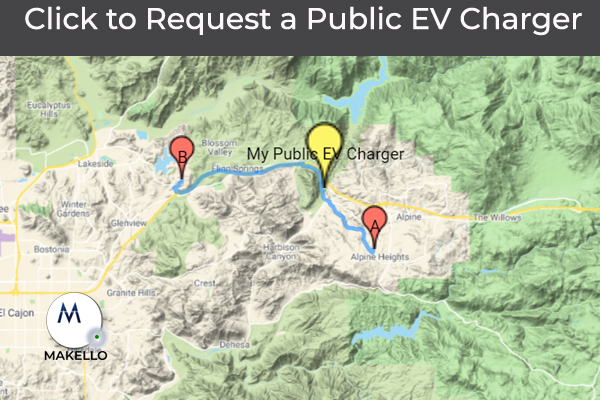 Click to Request a Public EV Charger
Eucalyptus
Hills
Blossom
Valley
B
My Public EV Charger
Lakeside
Flinn Springs
Winter
Gardens
Glenview
A
Alpine
The Willows
Bostonia
Harbison
Canyon
Alpine Heights
Crest
Granite Hills
El Cajon
M
MAKELLO
Dehesa